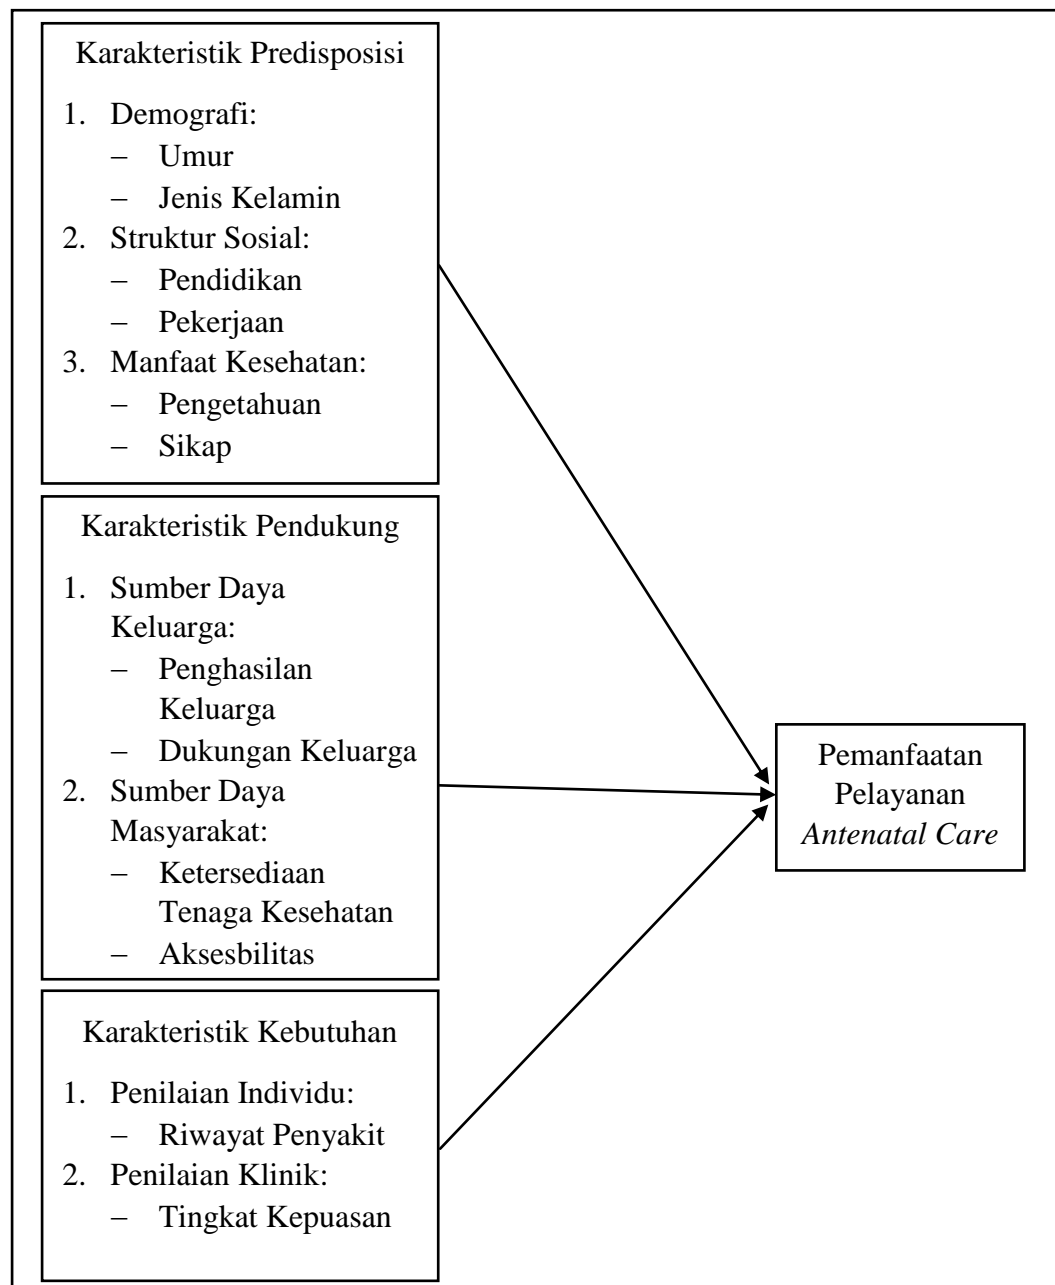 Karakteristik Predisposisi
1. Demografi:
– Umur
– Jenis Kelamin
2. Struktur Sosial:
– Pendidikan
– Pekerjaan
3. Manfaat Kesehatan:
– Pengetahuan
– Sikap
Karakteristik Pendukung
1. Sumber Daya
Keluarga:
– Penghasilan
Keluarga
– Dukungan Keluarga
2. Sumber Daya
Masyarakat:
– Ketersediaan
Tenaga Kesehatan
– Aksesbilitas
Karakteristik Kebutuhan
1. Penilaian Individu:
– Riwayat Penyakit
2. Penilaian Klinik:
– Tingkat Kepuasan
Pemanfaatan
Pelayanan
Antenatal Care